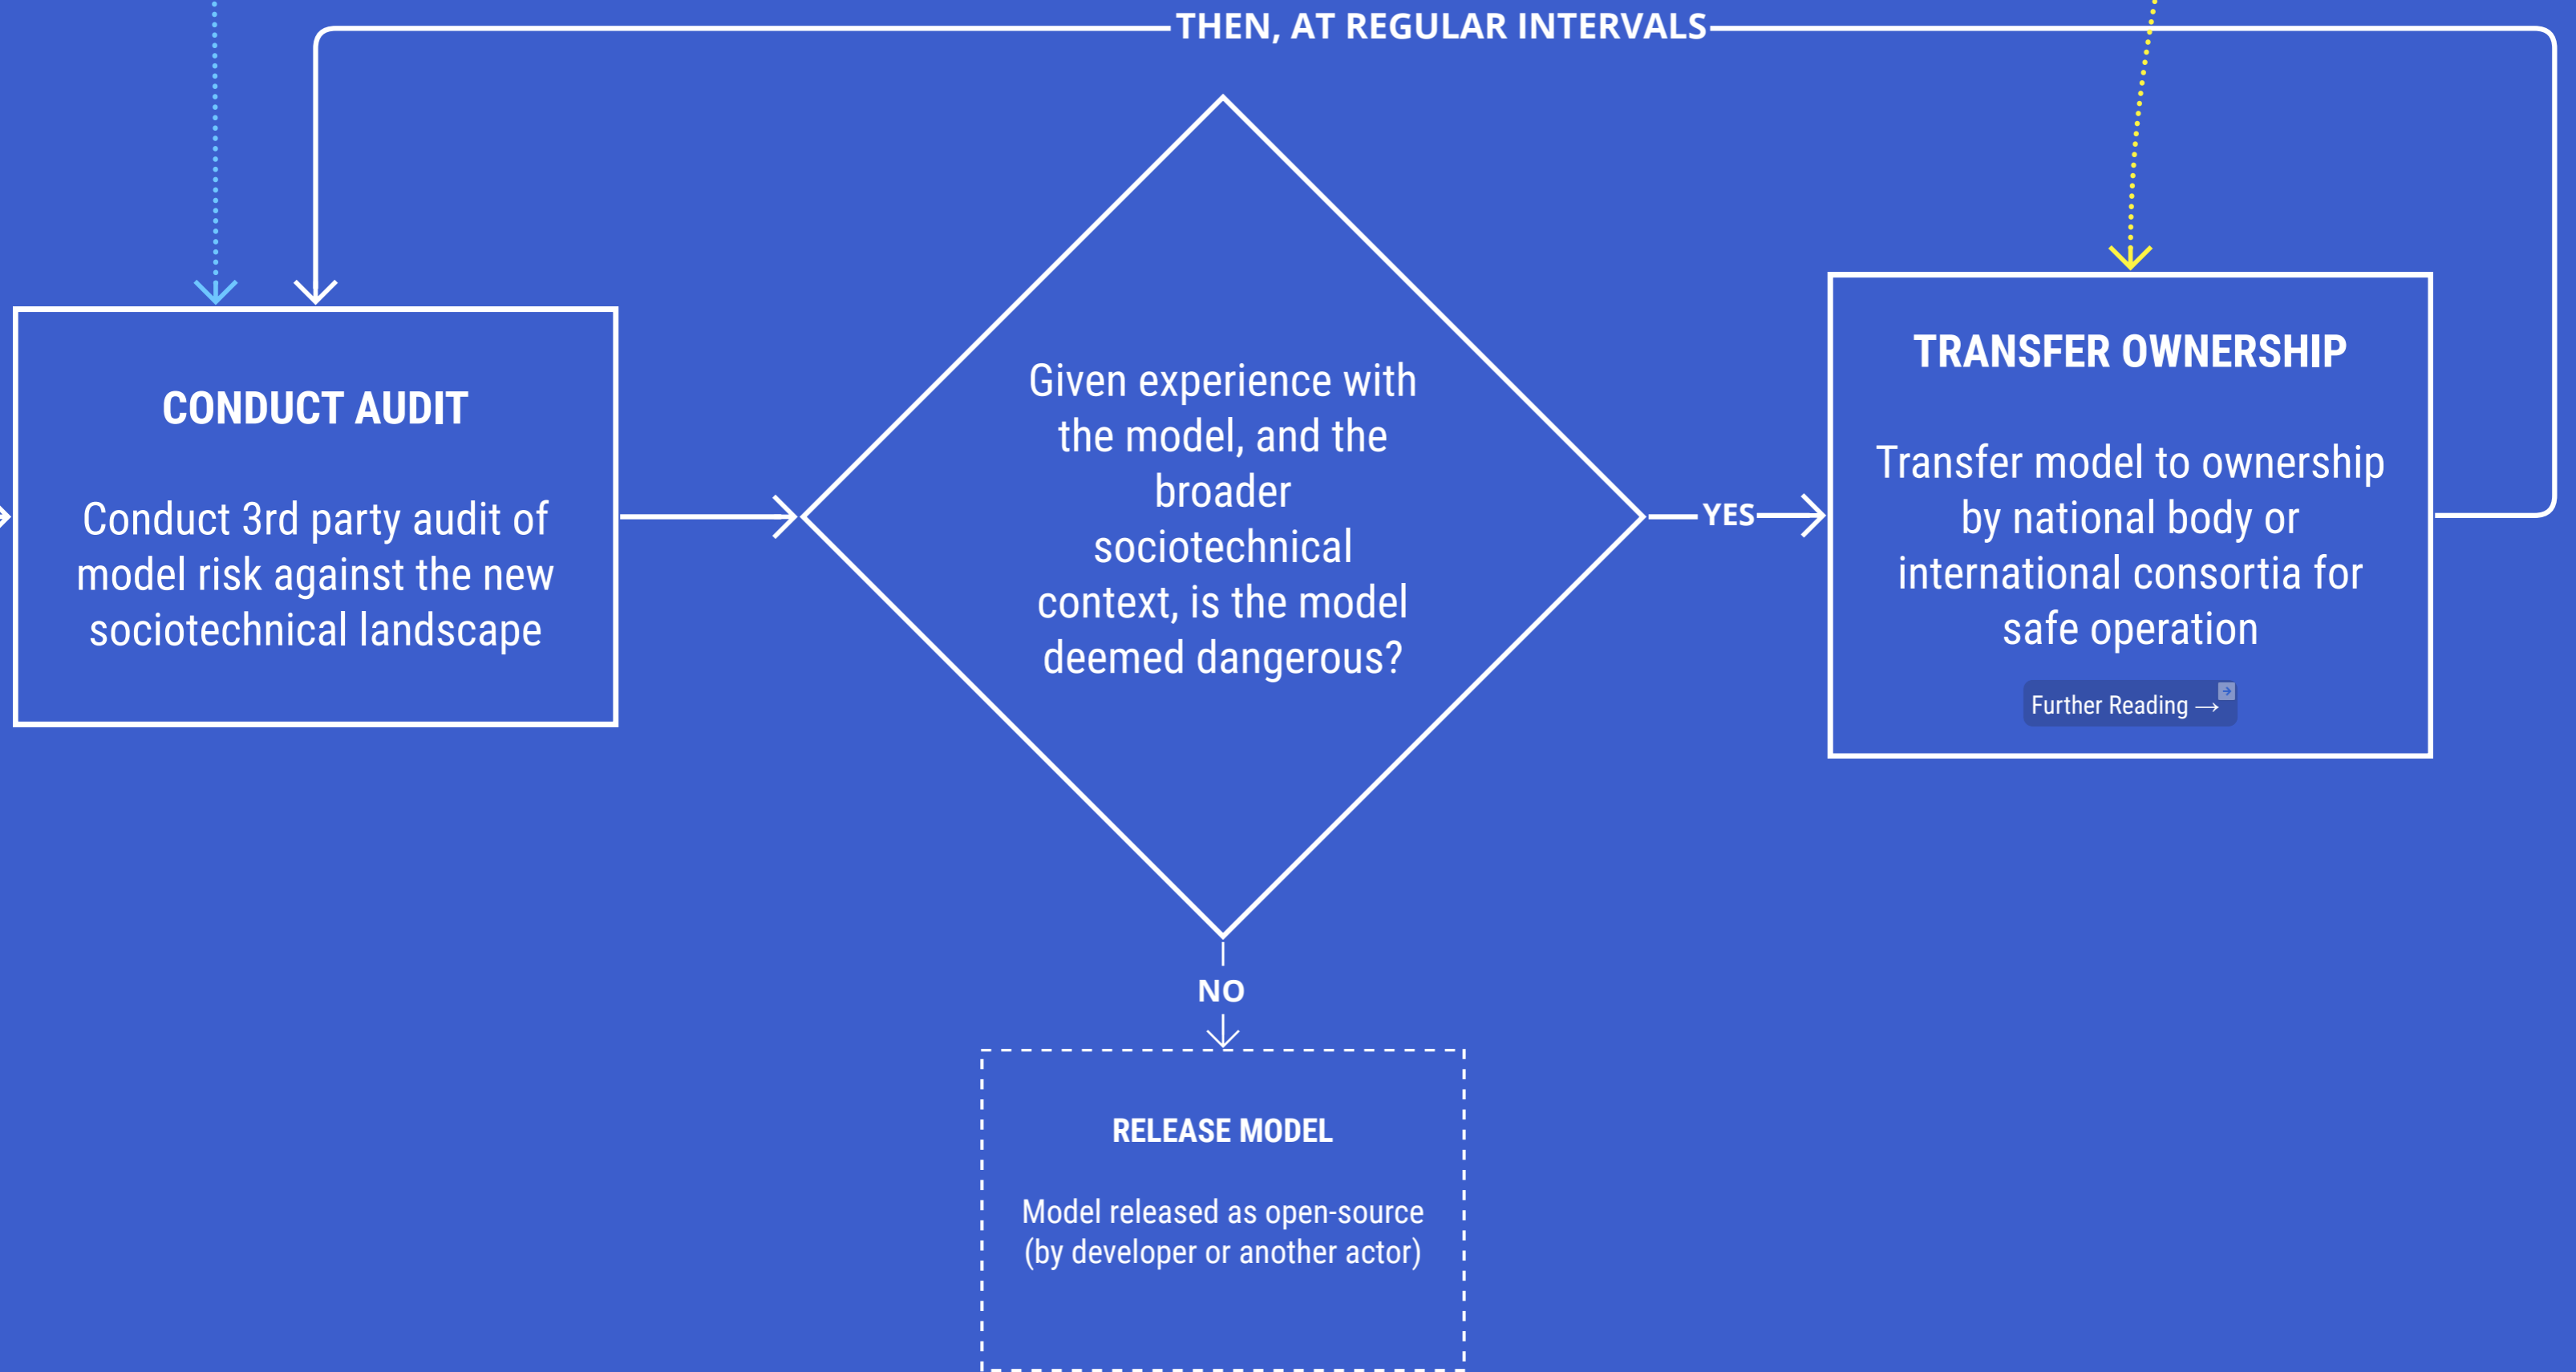 THEN, AT REGULAR INTERVALS
CONDUCT AUDIT
Conduct 3rd party audit of
model risk against the new
sociotechnical landscape
Given experience with
the model, and the
broader
sociotechnical
context, is the model
deemed dangerous?
YES
TRANSFER OWNERSHIP
Transfer model to ownership
by national body or
international consortia for
safe operation
Further Reading →
NO
RELEASE MODEL
Model released as open-source
(by developer or another actor)